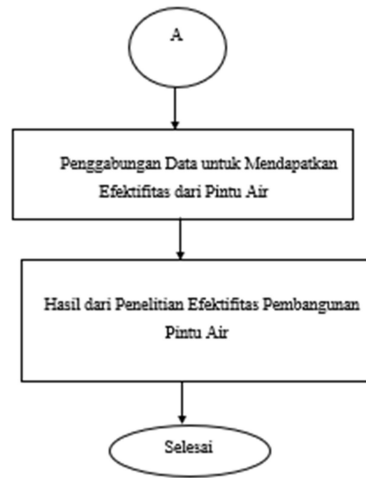 A
Penggabungan Data untuk Mendapatkan
Efektifitas dari Pintu Air
Hasil dari Penelitian Efektifitas Pembangunan
Pintu Air
Selesai